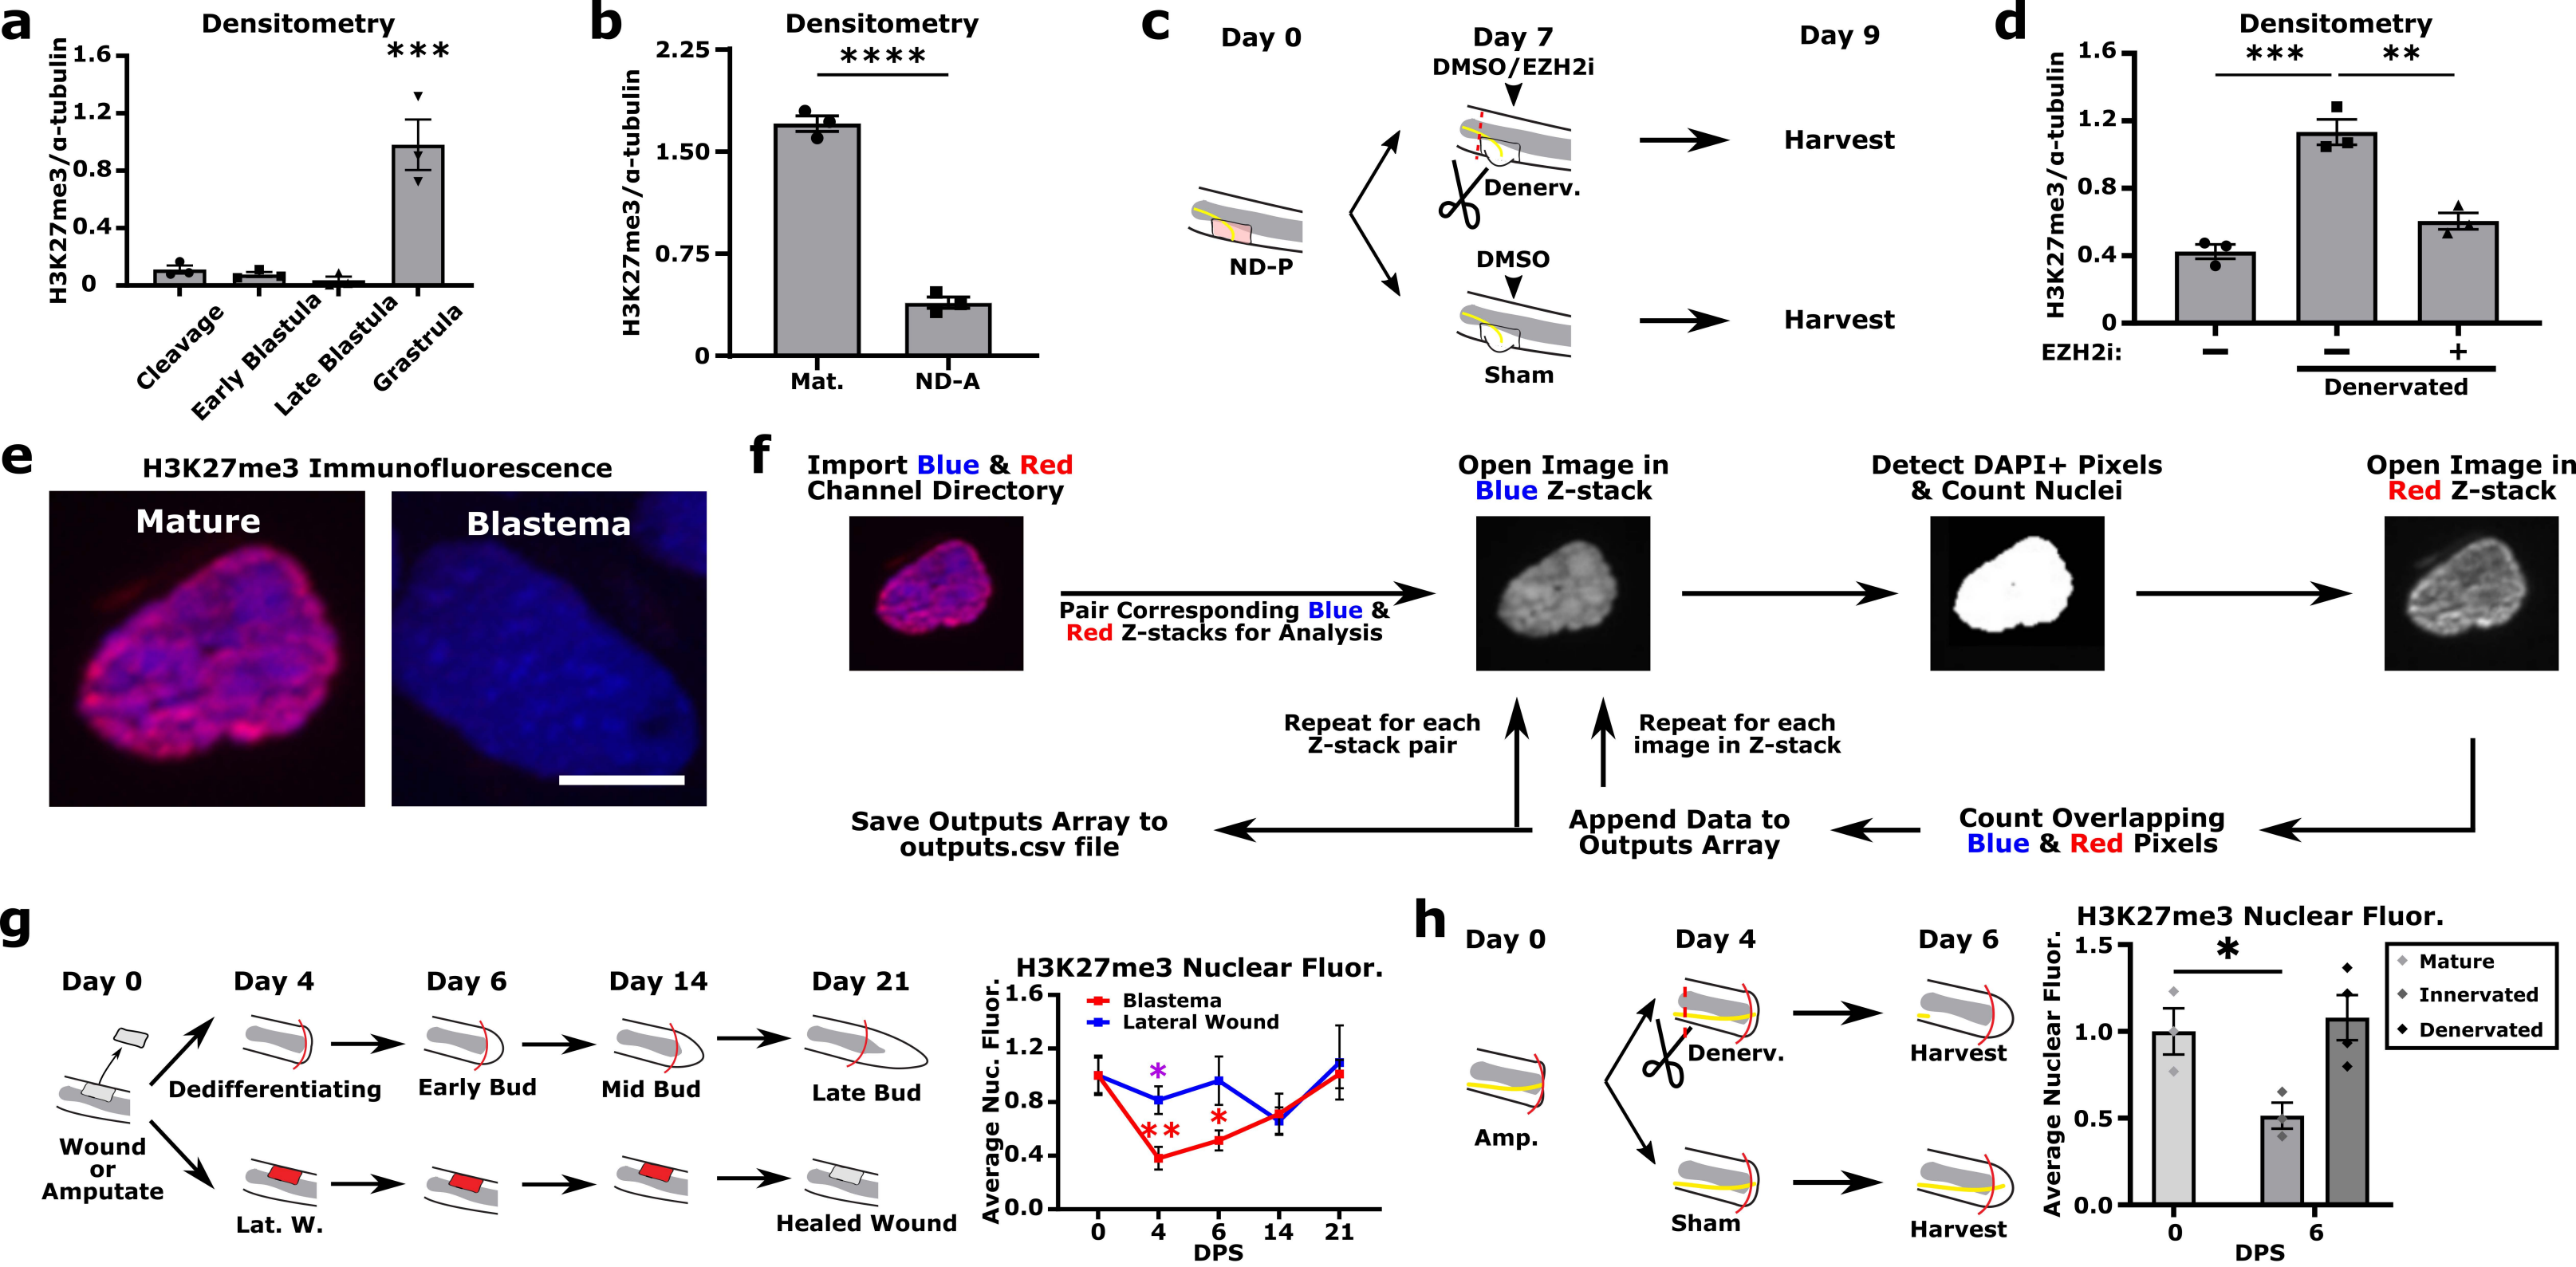 a
Densitometry
H3K27me3/α-tubulin
1.6
1.2
0.8
0.4
0
***
Cleavage
Early Blastula
Late Blastula
Grastrula
b
Densitometry
H3K27me3/α-tubulin
2.25
1.50
0.75
0
****
Mat.
ND-A
c
Day 0
Day 7
Day 9
DMSO/EZH2i
Denerv.
Harvest
ND-P
DMSO
Sham
Harvest
d
Densitometry
H3K27me3/α-tubulin
1.6
1.2
0.8
0.4
0
***
**
EZH2i:
—
—
+
Denervated
e
H3K27me3 Immunofluorescence
Mature
Blastema
f
Import Blue & Red
Channel Directory
Pair Corresponding Blue &
Red Z-stacks for Analysis
Open Image in
Blue Z-stack
Detect DAPI+ Pixels
& Count Nuclei
Open Image in
Red Z-stack
Repeat for each
Z-stack pair
Repeat for each
image in Z-stack
Save Outputs Array to
outputs.csv file
Append Data to
Outputs Array
Count Overlapping
Blue & Red Pixels
g
Day 0
Day 4
Day 6
Day 14
Day 21
Dedifferentiating
Early Bud
Mid Bud
Late Bud
Wound
or
Amputate
Lat. W.
Healed Wound
H3K27me3 Nuclear Fluor.
Average Nuc. Fluor.
1.6
1.2
0.8
0.4
0.0
Blastema
Lateral Wound
*
**
*
0
4
6
14
21
DPS
h
Day 0
Day 4
Day 6
Denerv.
Harvest
Amp.
Sham
Harvest
H3K27me3 Nuclear Fluor.
Average Nuclear Fluor.
1.5
1.0
0.5
0.0
*
Mature
Innervated
Denervated
0
6
DPS